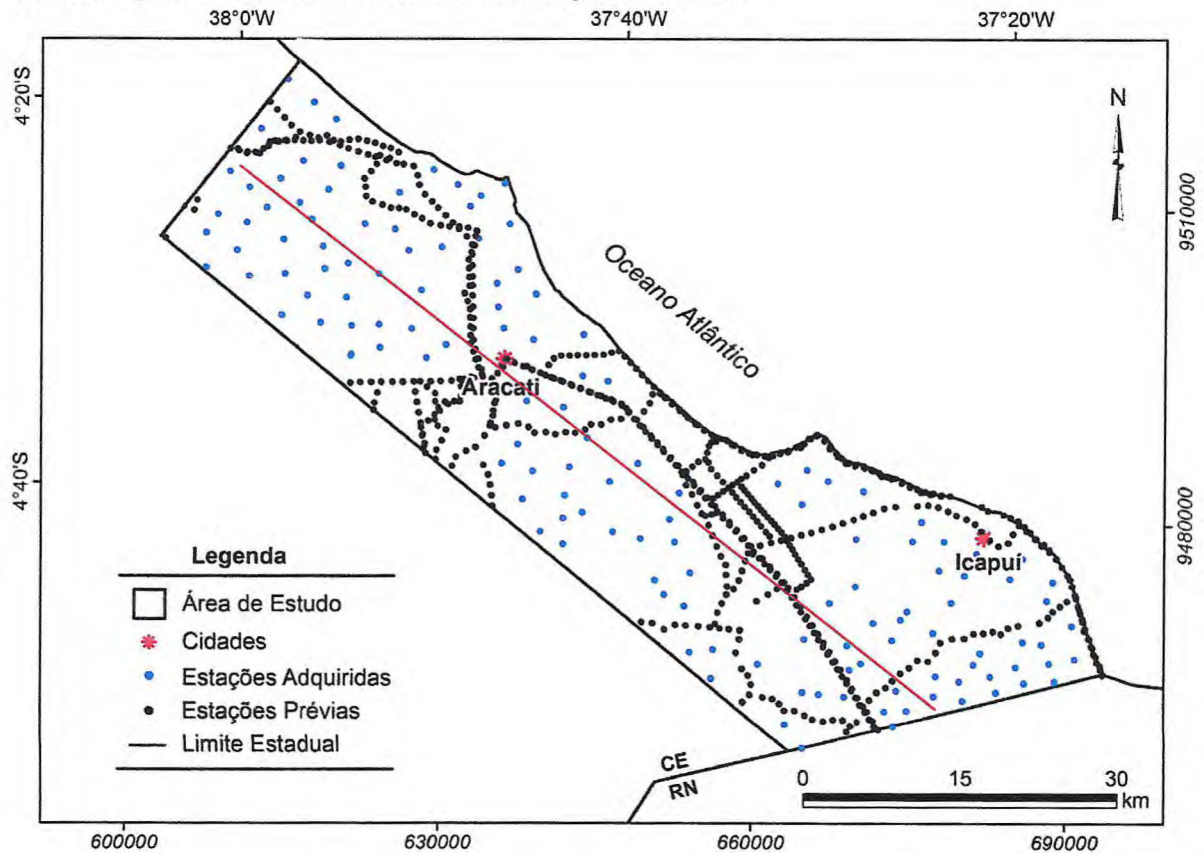 38°0'W
37°40'W
37°20'W
4°20'S
N
9510000
Oceano Atlântico
Aracati
4°40'S
9480000
Icapuí
Legenda
Área de Estudo
Cidades
Estações Adquiridas
Estações Prévias
Limite Estadual
CE
RN
0 15 30
km
600000
630000
660000
690000